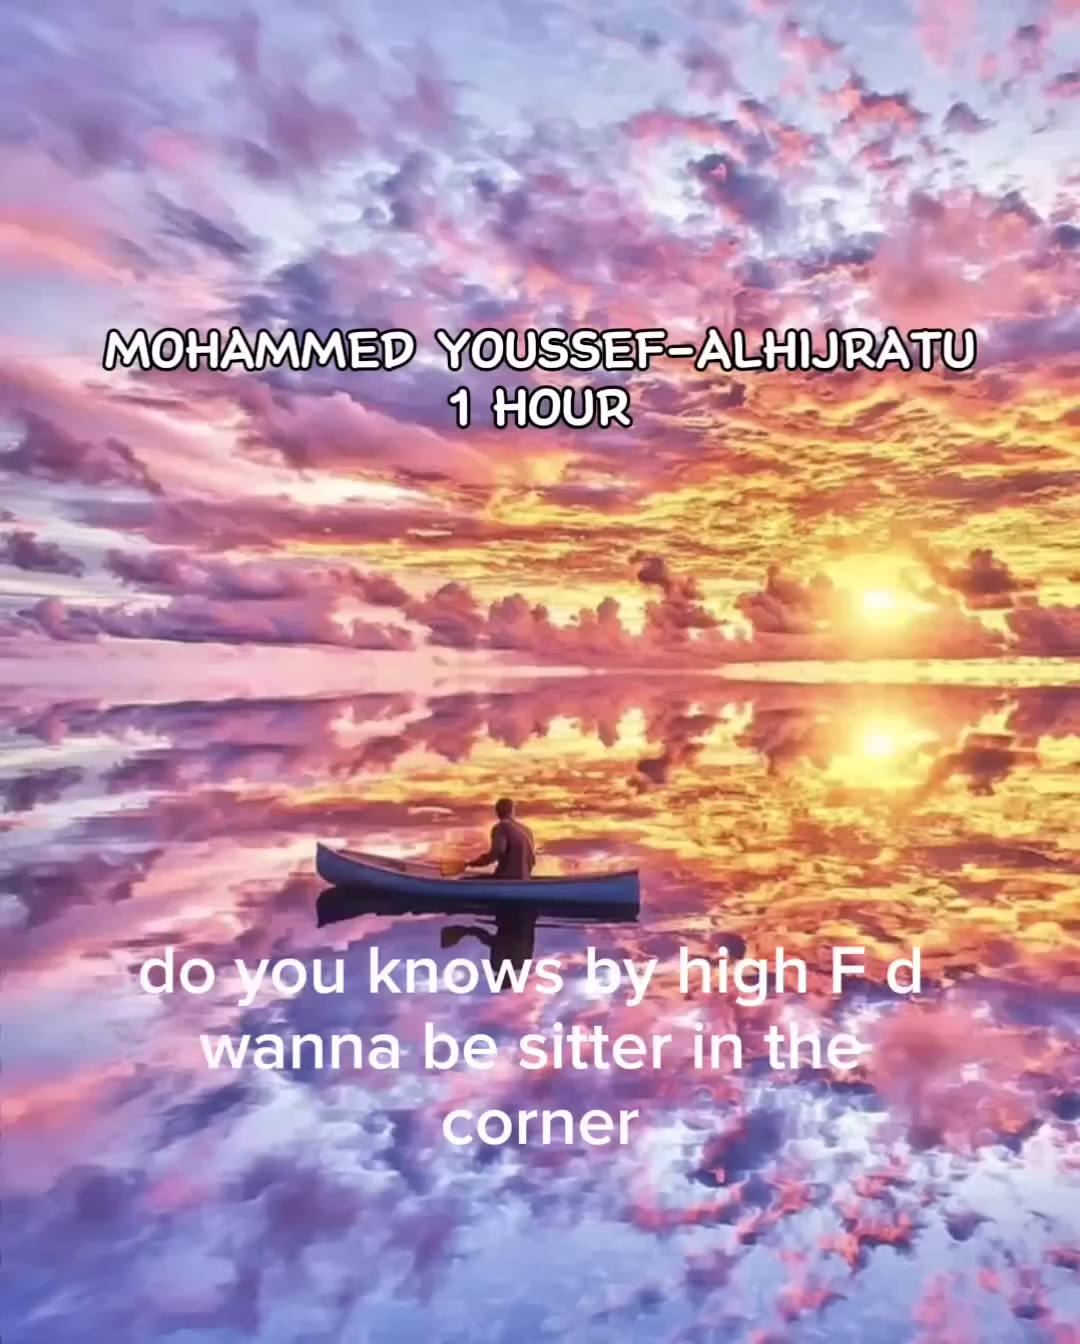 MOHAMMED YOUSSEF-ALHIJRATU
1 HOUR
do you knows by high F d
wanna be sitter in the
corner